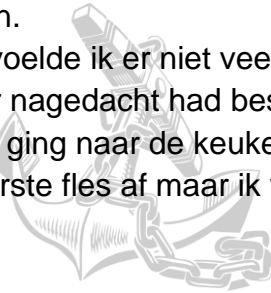 n.
voelde ik er niet vee
nagedacht had bes
ging naar de keuke
rste fles af maar ik